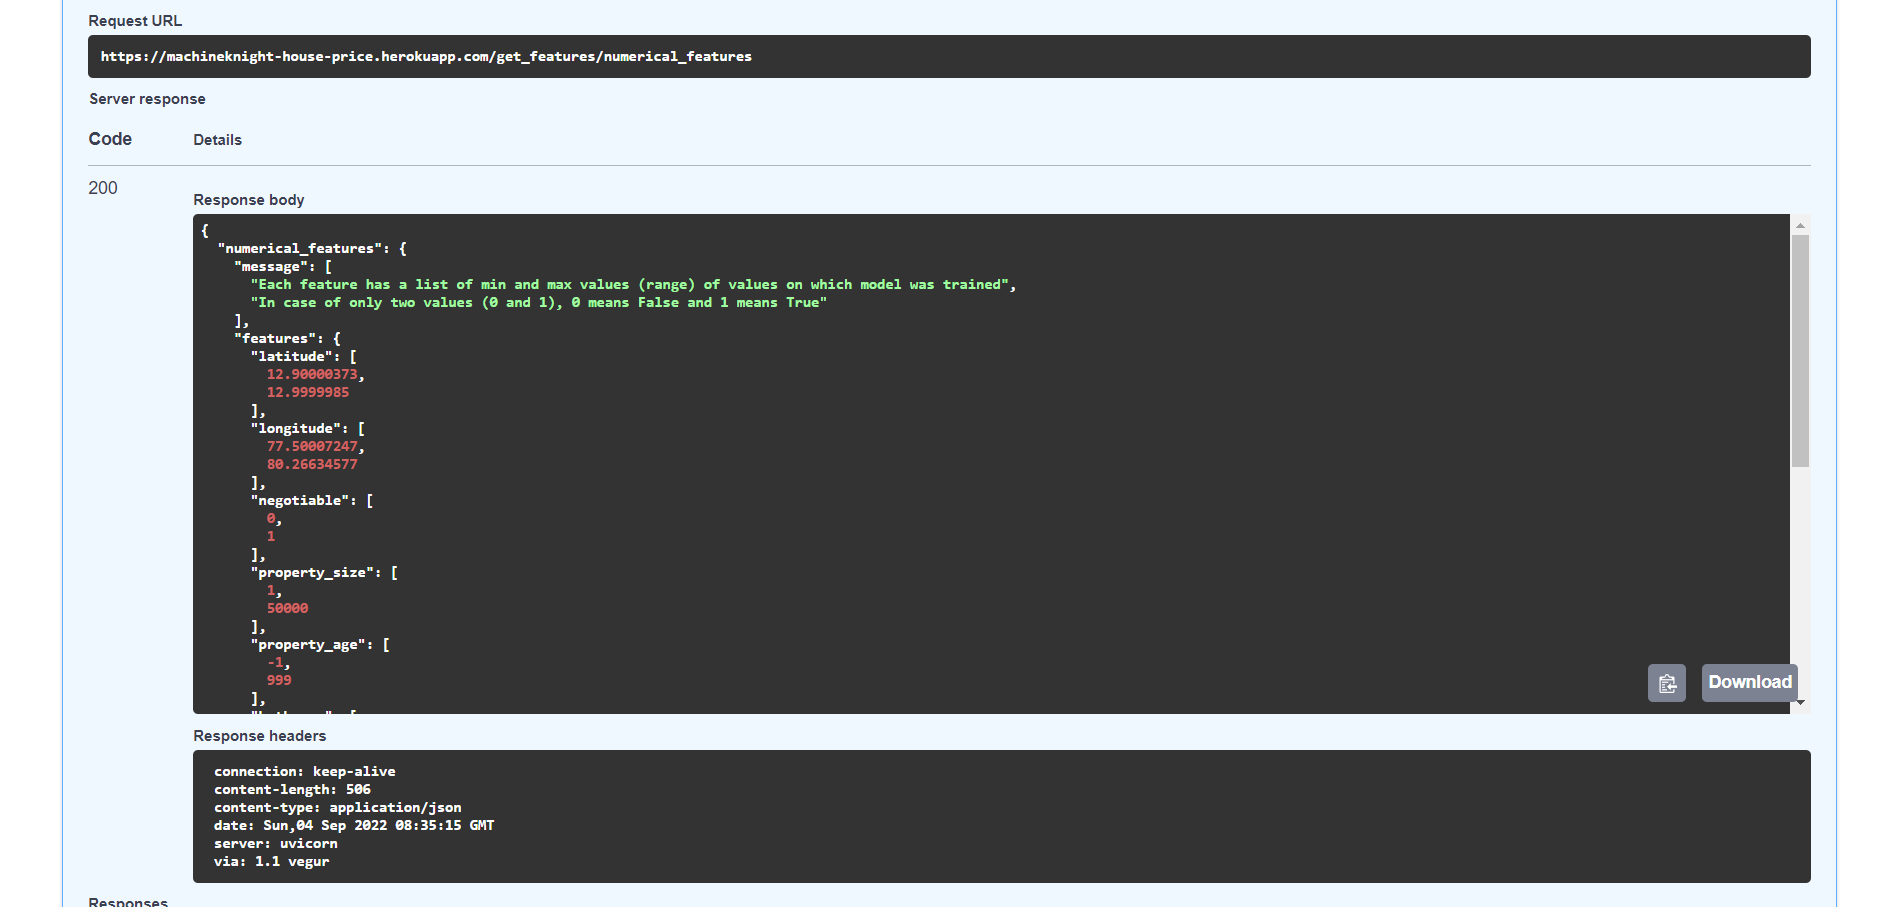 Request URL
https://machineknight-house-price.herokuapp.com/get_features/numerical_features
Server response
Code Details
200
Response body
{
  "numerical_features": {
    "message": [
      "Each feature has a list of min and max values (range) of values on which model was trained",
      "In case of only two values (0 and 1), 0 means False and 1 means True"
    ],
    "features": {
      "latitude": [
        12.90000373,
        12.9999985
      ],
      "longitude": [
        77.50007247,
        80.26634577
      ],
      "negotiable": [
        0,
        1
      ],
      "property_size": [
        1,
        50000
      ],
      "property_age": [
        -1,
        999
      ],
Download
Response headers
connection: keep-alive
content-length: 506
content-type: application/json
date: Sun,04 Sep 2022 08:35:15 GMT
server: uvicorn
via: 1.1 vegur
Responses